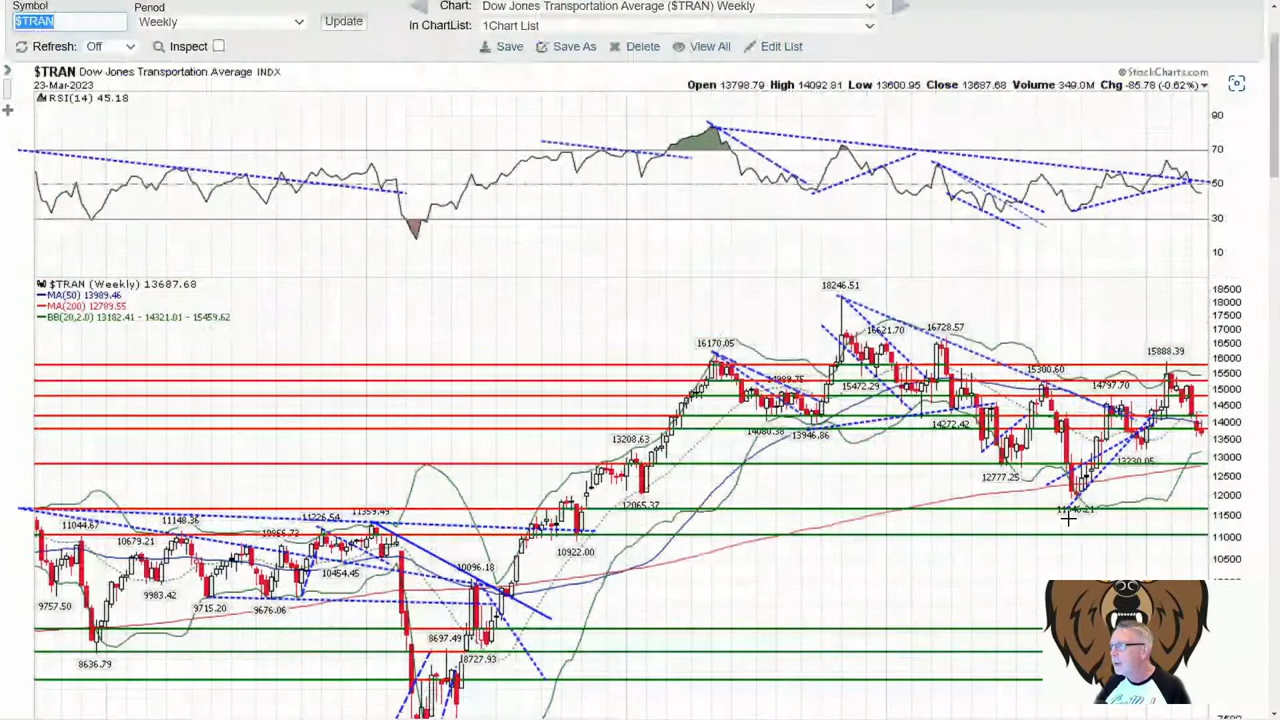 Symbol
Period
Chart: Dow Jones Transportation Average ($TRAN) Weekly
$TRAN
Weekly
Update
in ChartList: 1Chart List
Refresh: Off
Inspect
Save
Save As
Delete
View All
Edit List
$TRAN Dow Jones Transportation Average INDX
© StockCharts.com
23-Mar-2023
Open 13798.79 High 14092.81 Low 13600.95 Close 13687.68 Volume 349.0M Chg -85.78 (-0.62%)
RSI(14) 45.18
90
70
50
30
10
$TRAN (Weekly) 13687.68
MA(50) 13989.46
MA(200) 12789.55
BB(20,2.0) 13182.41 - 14321.01 - 15459.62
18246.51
18500
18000
17500
17000
16500
16000
15500
15000
14500
14000
13500
13000
12500
12000
11500
11000
10500
16621.70
16728.57
16170.05
15888.39
15300.60
14989.75
14797.70
15472.29
14272.42
14080.38
13946.86
13208.63
13230.05
12777.25
12065.37
11359.49
11226.54
11148.36
11044.67
10679.21
10922.00
10454.45
10096.18
9983.42
9757.50
9715.20
9676.06
8697.49
8636.79